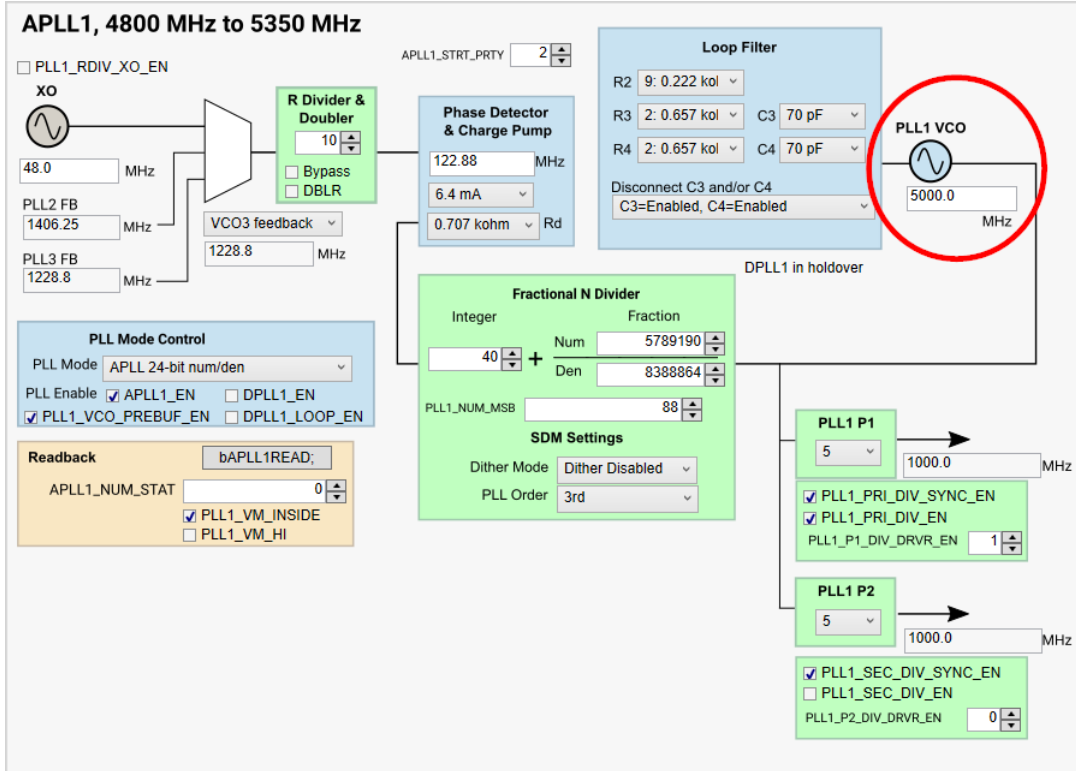 APLL1, 4800 MHz to 5350 MHz
PLL1_RDIV_XO_EN
APLL1_STRT_PRTY 2
XO
48.0 MHz
PLL2 FB
1406.25 MHz
PLL3 FB
1228.8 MHz
R Divider & Doubler
10
Bypass
DBLR
VCO3 feedback
1228.8 MHz
Phase Detector & Charge Pump
122.88 MHz
6.4 mA
0.707 kohm Rd
Loop Filter
R2 9: 0.222 kol
R3 2: 0.657 kol C3 70 pF
R4 2: 0.657 kol C4 70 pF
Disconnect C3 and/or C4
C3=Enabled, C4=Enabled
PLL1 VCO
5000.0
MHz
DPLL1 in holdover
Fractional N Divider
Integer Fraction
Num 5789190
40 +
Den 8388864
PLL1_NUM_MSB 88
SDM Settings
Dither Mode Dither Disabled
PLL Order 3rd
PLL Mode Control
PLL Mode APLL 24-bit num/den
PLL Enable APLL1_EN DPLL1_EN
PLL1_VCO_PREBUF_EN DPLL1_LOOP_EN
Readback bAPLL1READ;
APLL1_NUM_STAT 0
PLL1_VM_INSIDE
PLL1_VM_HI
PLL1 P1
5
1000.0 MHz
PLL1_PRI_DIV_SYNC_EN
PLL1_PRI_DIV_EN
PLL1_P1_DIV_DRVR_EN 1
PLL1 P2
5
1000.0 MHz
PLL1_SEC_DIV_SYNC_EN
PLL1_SEC_DIV_EN
PLL1_P2_DIV_DRVR_EN 0